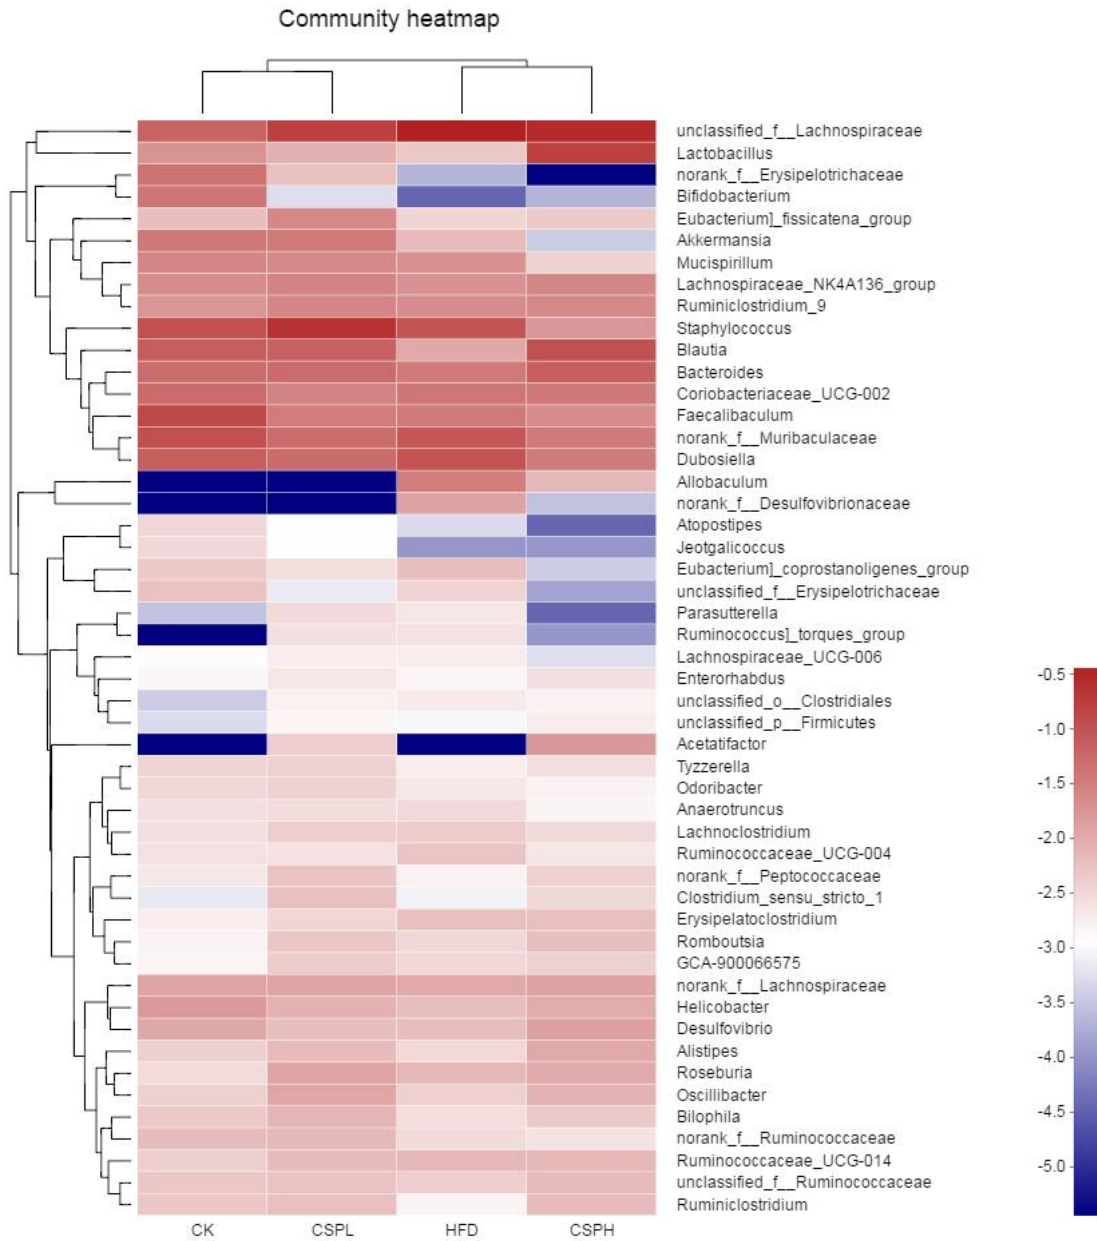 Community heatmap
unclassified_f__Lachnospiraceae
Lactobacillus
norank_f__Erysipelotrichaceae
Bifidobacterium
Eubacterium]_fissicatena_group
Akkermansia
Mucispirillum
Lachnospiraceae_NK4A136_group
Ruminiclostridium_9
Staphylococcus
Blautia
Bacteroides
Coriobacteriaceae_UCG-002
Faecalibaculum
norank_f__Muribaculaceae
Dubosiella
Allobaculum
norank_f__Desulfovibrionaceae
Atopostipes
Jeotgalicoccus
Eubacterium]_coprostanoligenes_group
unclassified_f__Erysipelotrichaceae
Parasutterella
Ruminococcus]_torques_group
Lachnospiraceae_UCG-006
Enterorhabdus
unclassified_o__Clostridiales
unclassified_p__Firmicutes
Acetatifactor
Tyzzerella
Odoribacter
Anaerotruncus
Lachnoclostridium
Ruminococcaceae_UCG-004
norank_f__Peptococcaceae
Clostridium_sensu_stricto_1
Erysipelatoclostridium
Romboutsia
GCA-900066575
norank_f__Lachnospiraceae
Helicobacter
Desulfovibrio
Alistipes
Roseburia
Oscillibacter
Bilophila
norank_f__Ruminococcaceae
Ruminococcaceae_UCG-014
unclassified_f__Ruminococcaceae
Ruminiclostridium
CK CSPL HFD CSPH
-0.5
-1.0
-1.5
-2.0
-2.5
-3.0
-3.5
-4.0
-4.5
-5.0